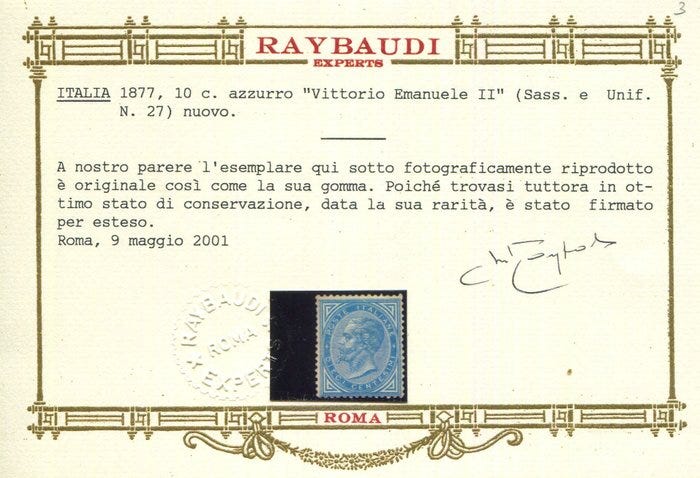 3
RAYBAUDI
EXPERTS
ITALIA 1877, 10 c. azzurro "Vittorio Emanuele II" (Sass. e Unif.
N. 27) nuovo.
A nostro parere l'esemplare qui sotto fotograficamente riprodotto
è originale così come la sua gomma. Poiché trovasi tuttora in ot-
timo stato di conservazione, data la sua rarità, è stato firmato
per esteso.
Roma, 9 maggio 2001
RAYBAUDI
ROMA
EXPERTS
POSTE ITALIANE
DIECI CENTESIMI
ROMA